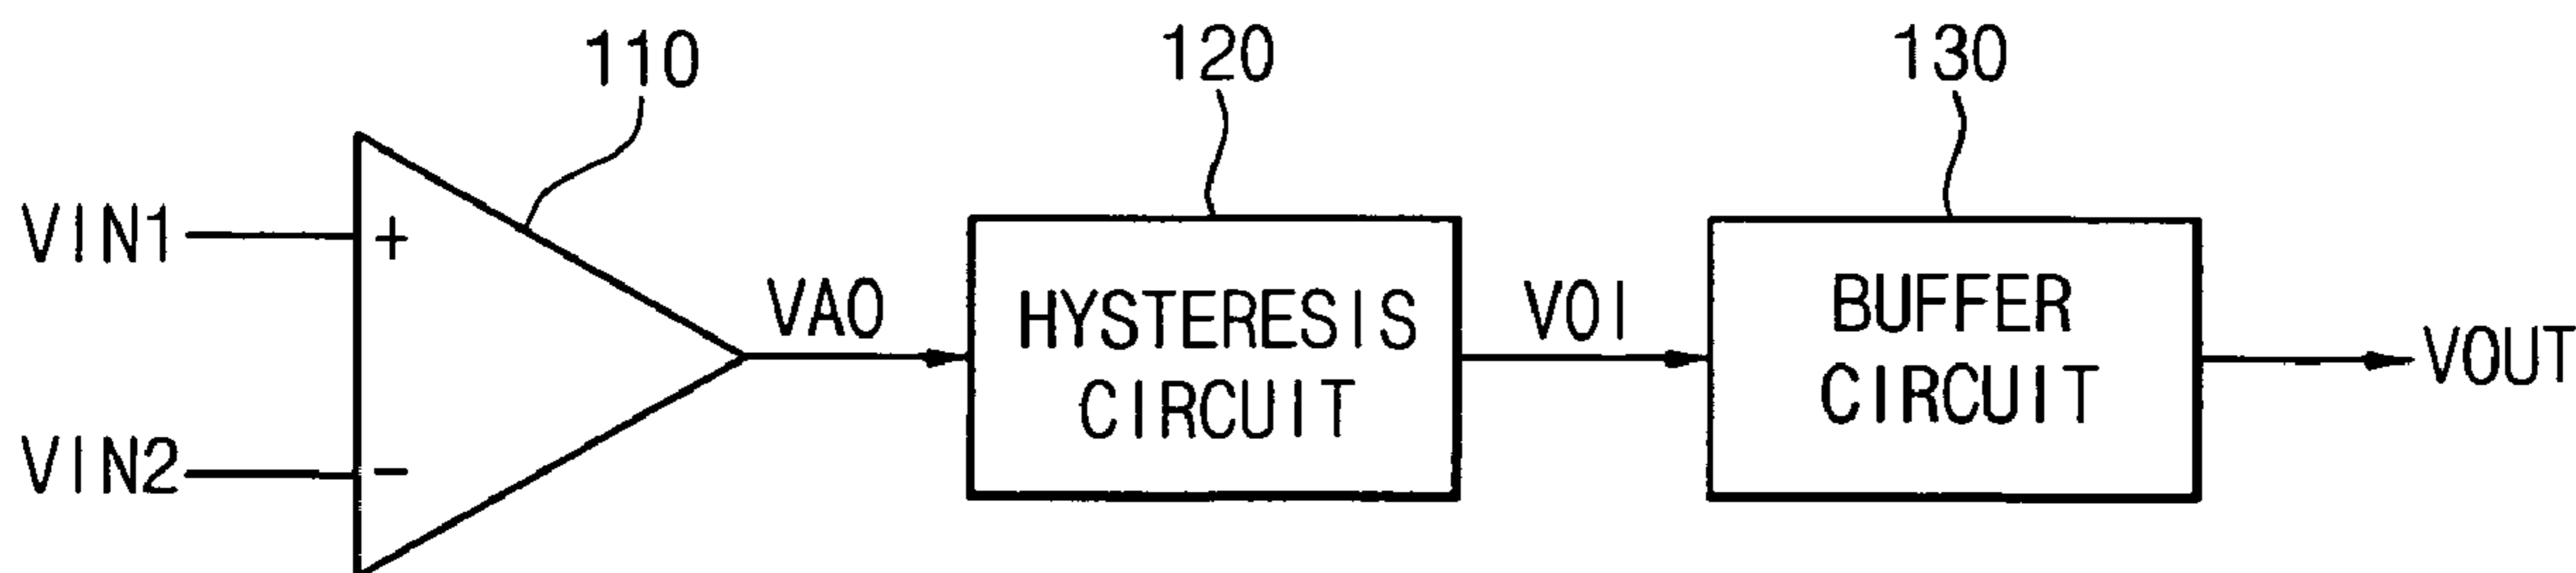 110
120
130
VIN1
+
VAO
HYSTERESIS
CIRCUIT
VOI
BUFFER
CIRCUIT
VOUT
VIN2
-